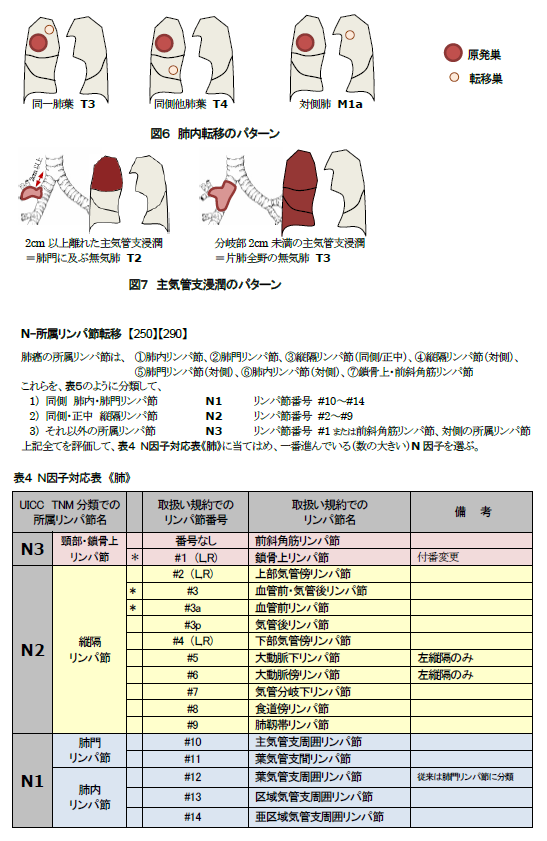 原発巣
転移巣
同一肺葉 T3
同側他肺葉 T4
対側肺 M1a
図6 肺内転移のパターン
2cm以上
2cm 以上離れた主気管支浸潤
＝肺門に及ぶ無気肺 T2
分岐部2cm 未満の主気管支浸潤
＝片肺全野の無気肺 T3
図7 主気管支浸潤のパターン
N-所属リンパ節転移 【250】【290】
肺癌の所属リンパ節は、 ①肺内リンパ節、②肺門リンパ節、③縦隔リンパ節(同側/正中)、④縦隔リンパ節(対側)、
⑤肺門リンパ節(対側)、⑥肺内リンパ節(対側)、⑦鎖骨上・前斜角筋リンパ節
これらを、表5のように分類して、
1) 同側 肺内・肺門リンパ節 N1 リンパ節番号 #10～#14
2) 同側・正中 縦隔リンパ節 N2 リンパ節番号 #2～#9
3) それ以外の所属リンパ節 N3 リンパ節番号 #1 または前斜角筋リンパ節、対側の所属リンパ節
上記全てを評価して、表4 N因子対応表《肺》に当てはめ、一番進んでいる(数の大きい)N 因子を選ぶ。
表4 N因子対応表 《肺》
UICC TNM 分類での所属リンパ節名 取扱い規約でのリンパ節番号 取扱い規約でのリンパ節名 備 考
N3 頸部・鎖骨上リンパ節 番号なし 前斜角筋リンパ節
* #1 (L,R) 鎖骨上リンパ節 付番変更
N2 縦隔リンパ節 #2 (L,R) 上部気管傍リンパ節
* #3 血管前・気管後リンパ節
* #3a 血管前リンパ節
#3p 気管後リンパ節
#4 (L,R) 下部気管傍リンパ節
#5 大動脈下リンパ節 左縦隔のみ
#6 大動脈傍リンパ節 左縦隔のみ
#7 気管分岐下リンパ節
#8 食道傍リンパ節
#9 肺靱帯リンパ節
N1 肺門リンパ節 #10 主気管支周囲リンパ節
#11 葉気管支間リンパ節
肺内リンパ節 #12 葉気管支周囲リンパ節 従来は肺門リンパ節に分類
#13 区域気管支周囲リンパ節
#14 亜区域気管支周囲リンパ節